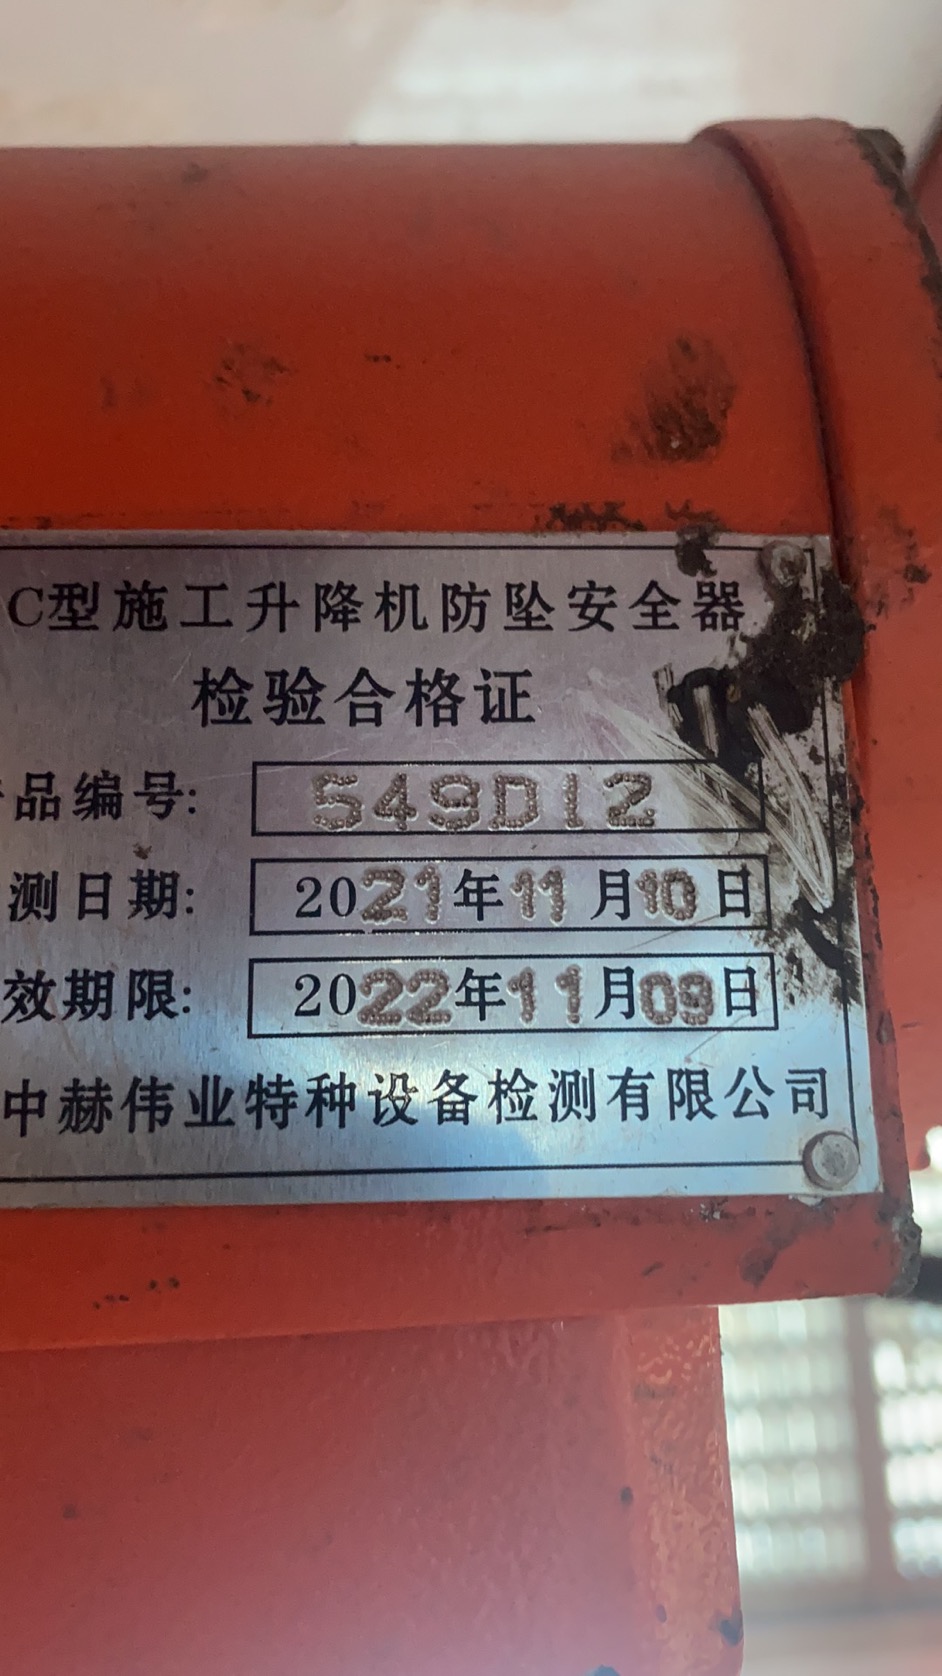 C型施工升降机防坠安全器
检验合格证
品编号: 549D12
测日期: 2021年11月10日
效期限: 2022年11月09日
中赫伟业特种设备检测有限公司